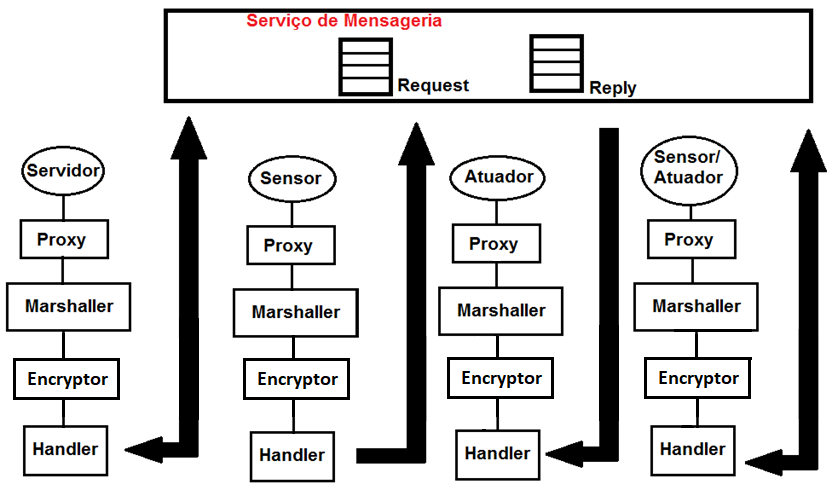 Serviço de Mensageria
Request
Reply
Servidor
Proxy
Marshaller
Encryptor
Handler
Sensor
Proxy
Marshaller
Encryptor
Handler
Atuador
Proxy
Marshaller
Encryptor
Handler
Sensor/
Atuador
Proxy
Marshaller
Encryptor
Handler